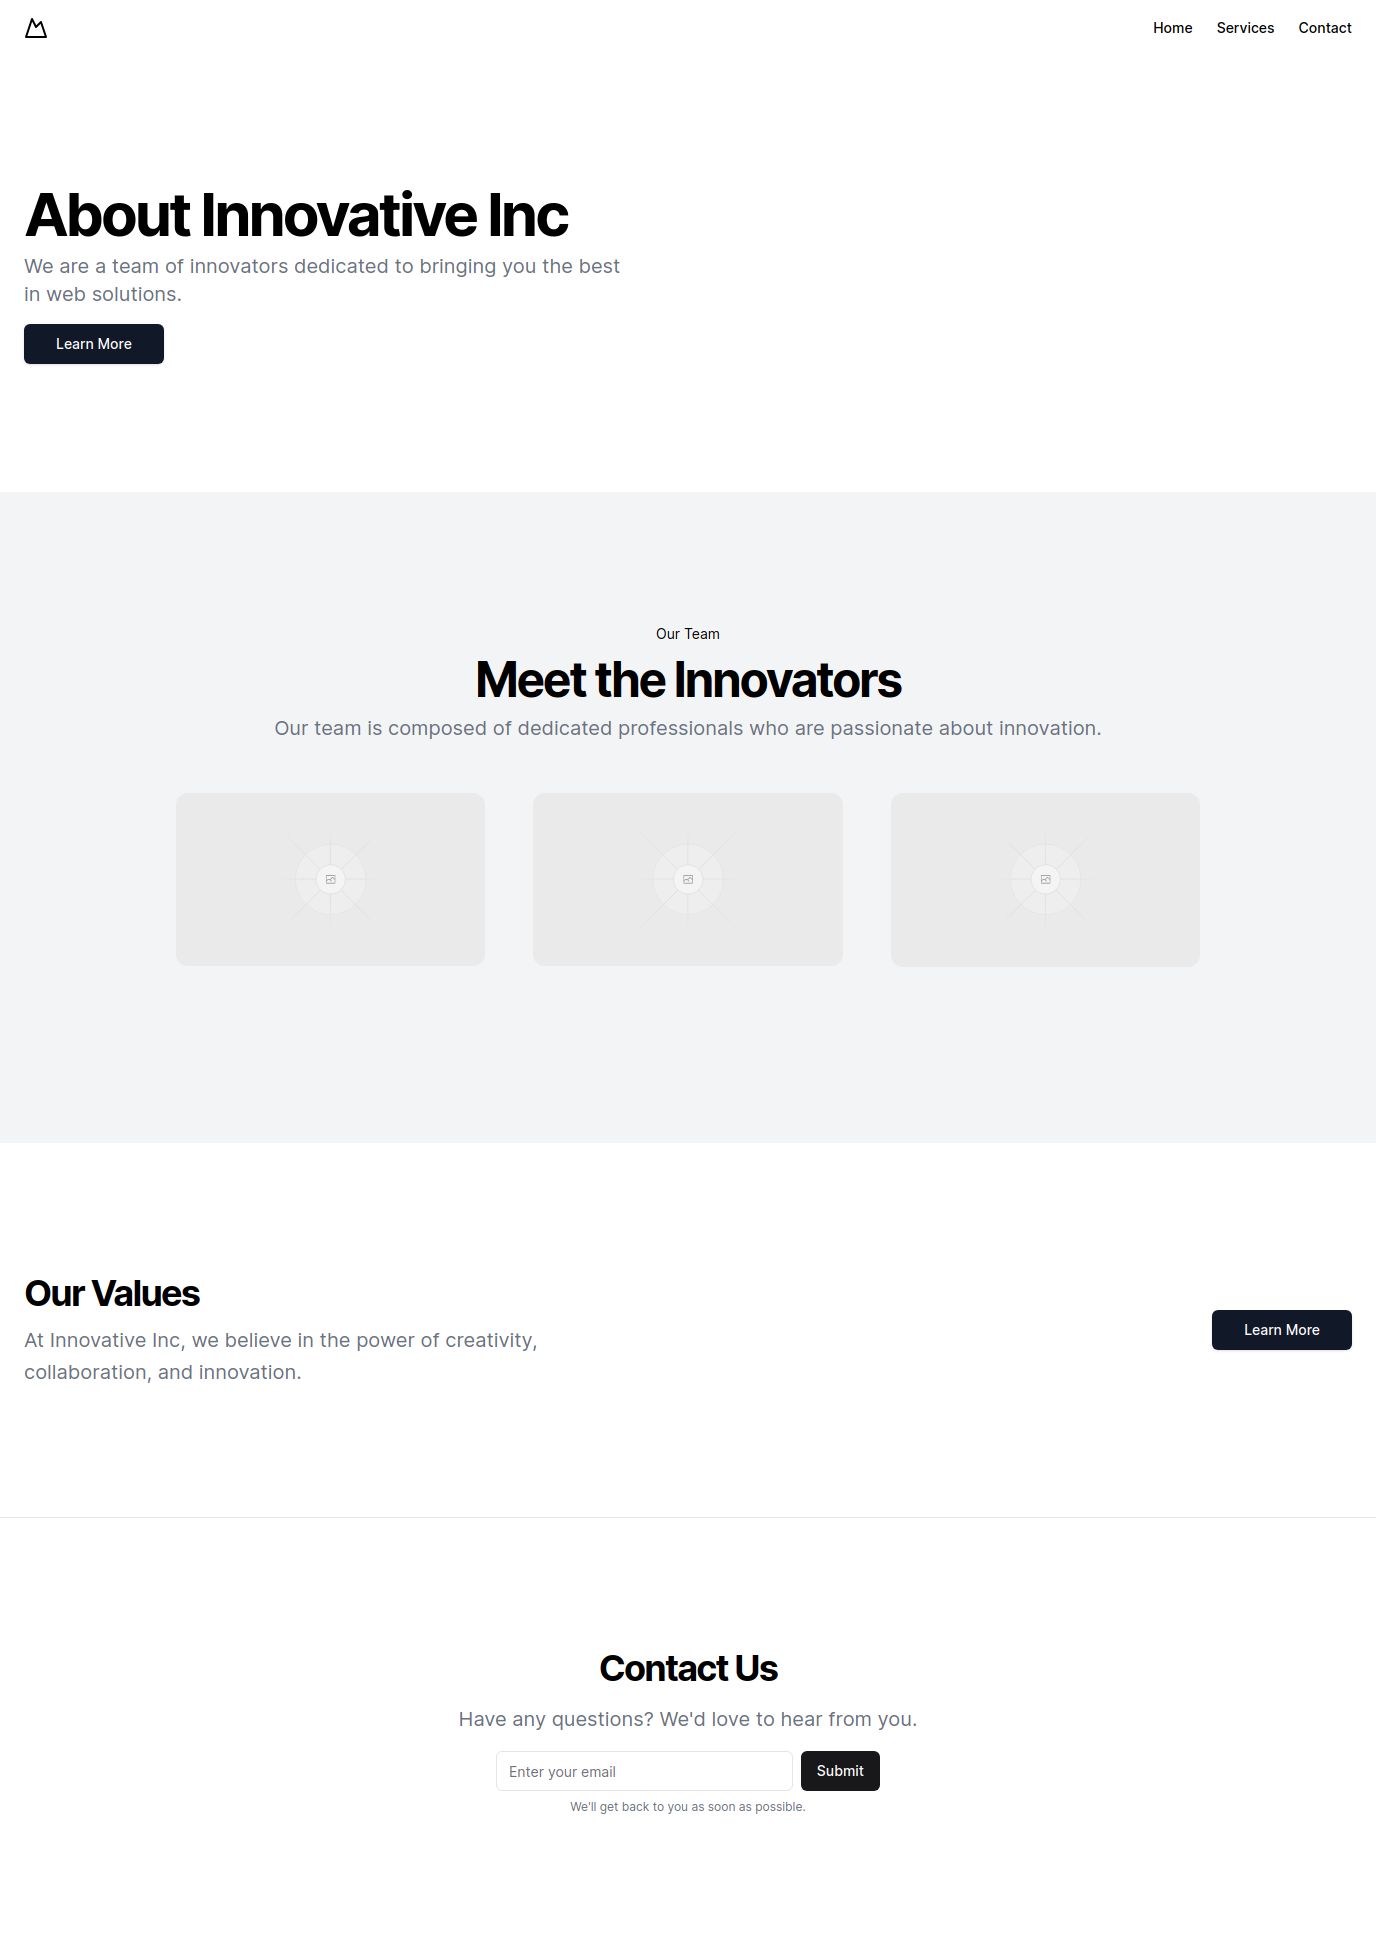 Home Services Contact
About Innovative Inc
We are a team of innovators dedicated to bringing you the best
in web solutions.
Learn More
Our Team
Meet the Innovators
Our team is composed of dedicated professionals who are passionate about innovation.
Our Values
At Innovative Inc, we believe in the power of creativity,
collaboration, and innovation.
Learn More
Contact Us
Have any questions? We'd love to hear from you.
Enter your email
Submit
We'll get back to you as soon as possible.